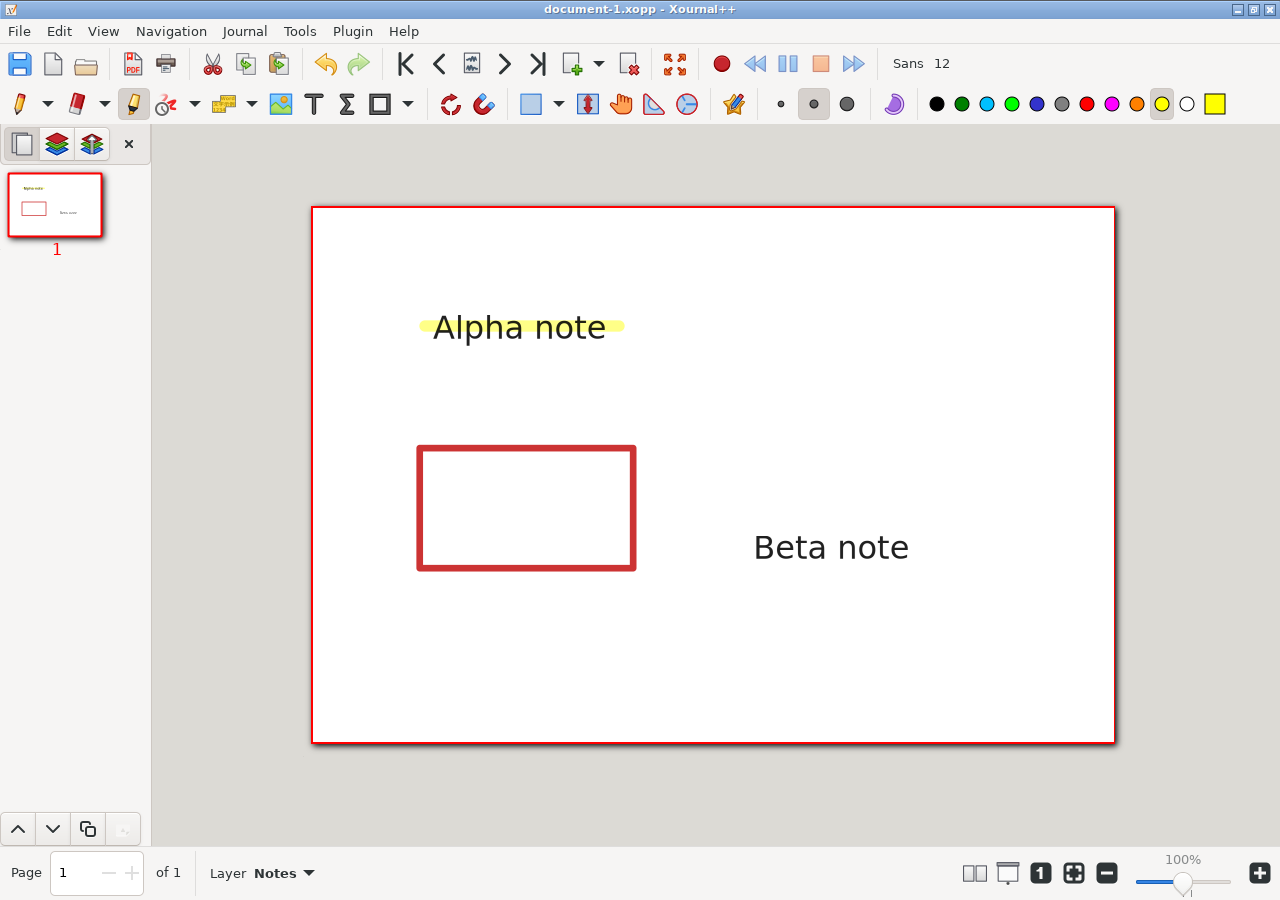 document-1.xopp - Xournal++
File Edit View Navigation Journal Tools Plugin Help
Sans 12
1
Alpha note
Beta note
Page 1 of 1 Layer Notes
100%